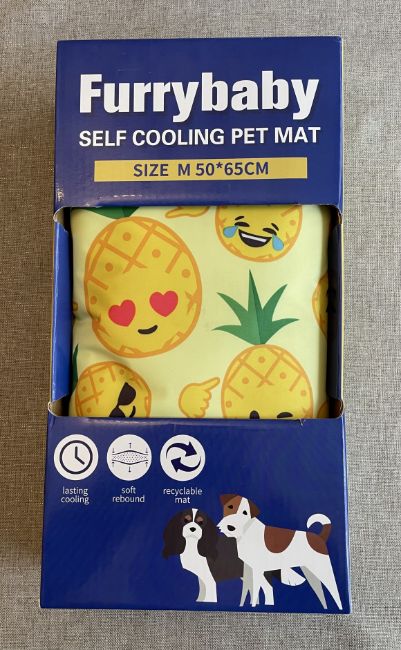 Furrybaby
SELF COOLING PET MAT
SIZE M 50*65CM
lasting
cooling
soft
rebound
recyclable
mat